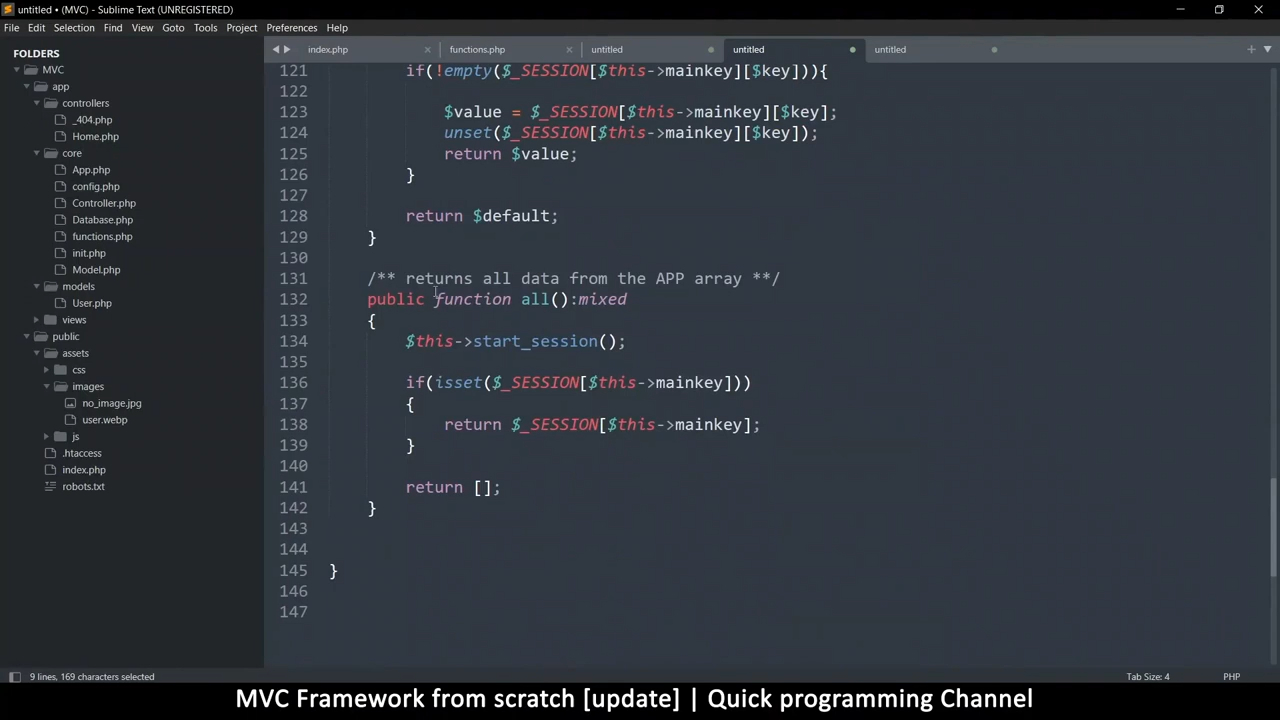 untitled • (MVC) - Sublime Text (UNREGISTERED)
File Edit Selection Find View Goto Tools Project Preferences Help
FOLDERS
MVC
app
controllers
_404.php
Home.php
core
App.php
config.php
Controller.php
Database.php
functions.php
init.php
Model.php
models
User.php
views
public
assets
css
images
no_image.jpg
user.webp
js
.htaccess
index.php
robots.txt
index.php functions.php untitled untitled untitled
121 if(!empty($_SESSION[$this->mainkey][$key])){
122
123 $value = $_SESSION[$this->mainkey][$key];
124 unset($_SESSION[$this->mainkey][$key]);
125 return $value;
126 }
127
128 return $default;
129 }
130
131 /** returns all data from the APP array **/
132 public function all():mixed
133 {
134 $this->start_session();
135
136 if(isset($_SESSION[$this->mainkey]))
137 {
138 return $_SESSION[$this->mainkey];
139 }
140
141 return [];
142 }
143
144
145 }
146
147
9 lines, 169 characters selected Tab Size: 4 PHP
MVC Framework from scratch [update] | Quick programming Channel